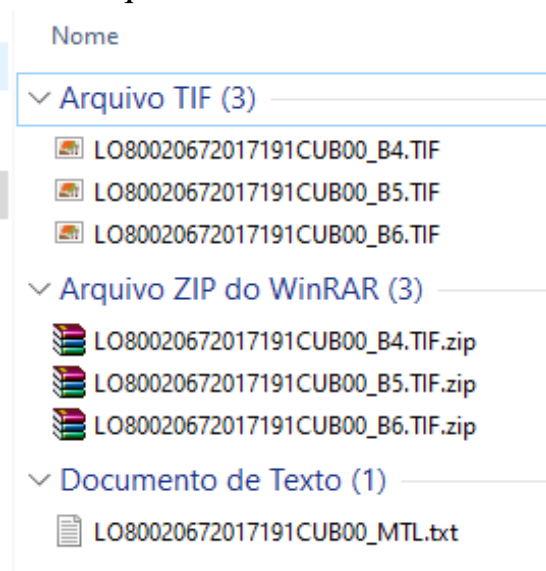 Nome
Arquivo TIF (3)
LO80020672017191CUB00_B4.TIF
LO80020672017191CUB00_B5.TIF
LO80020672017191CUB00_B6.TIF
Arquivo ZIP do WinRAR (3)
LO80020672017191CUB00_B4.TIF.zip
LO80020672017191CUB00_B5.TIF.zip
LO80020672017191CUB00_B6.TIF.zip
Documento de Texto (1)
LO80020672017191CUB00_MTL.txt